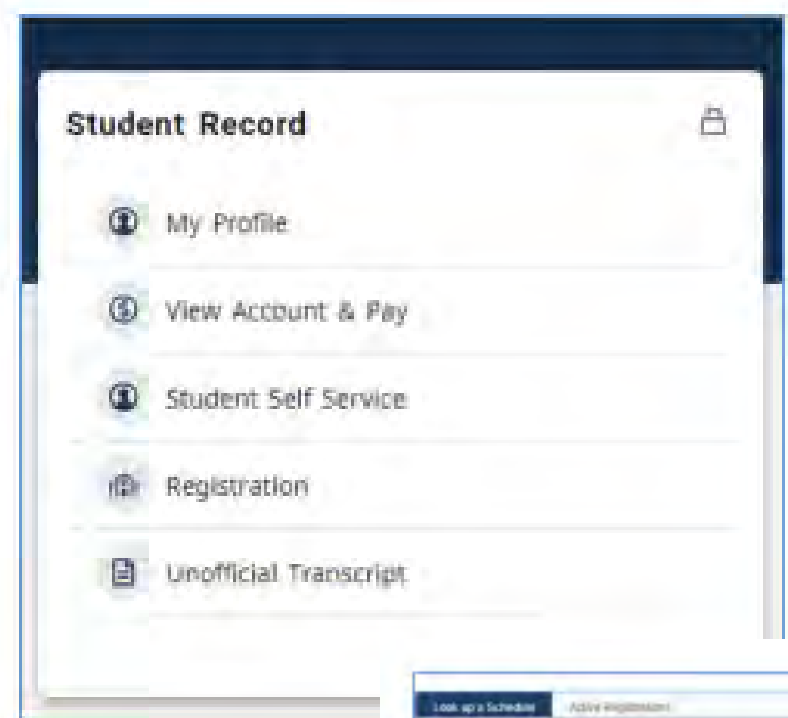 Student Record
My Profile
View Account & Pay
Student Self Service
Registration
Unofficial Transcript
Look up a Schedule
Active Registrations